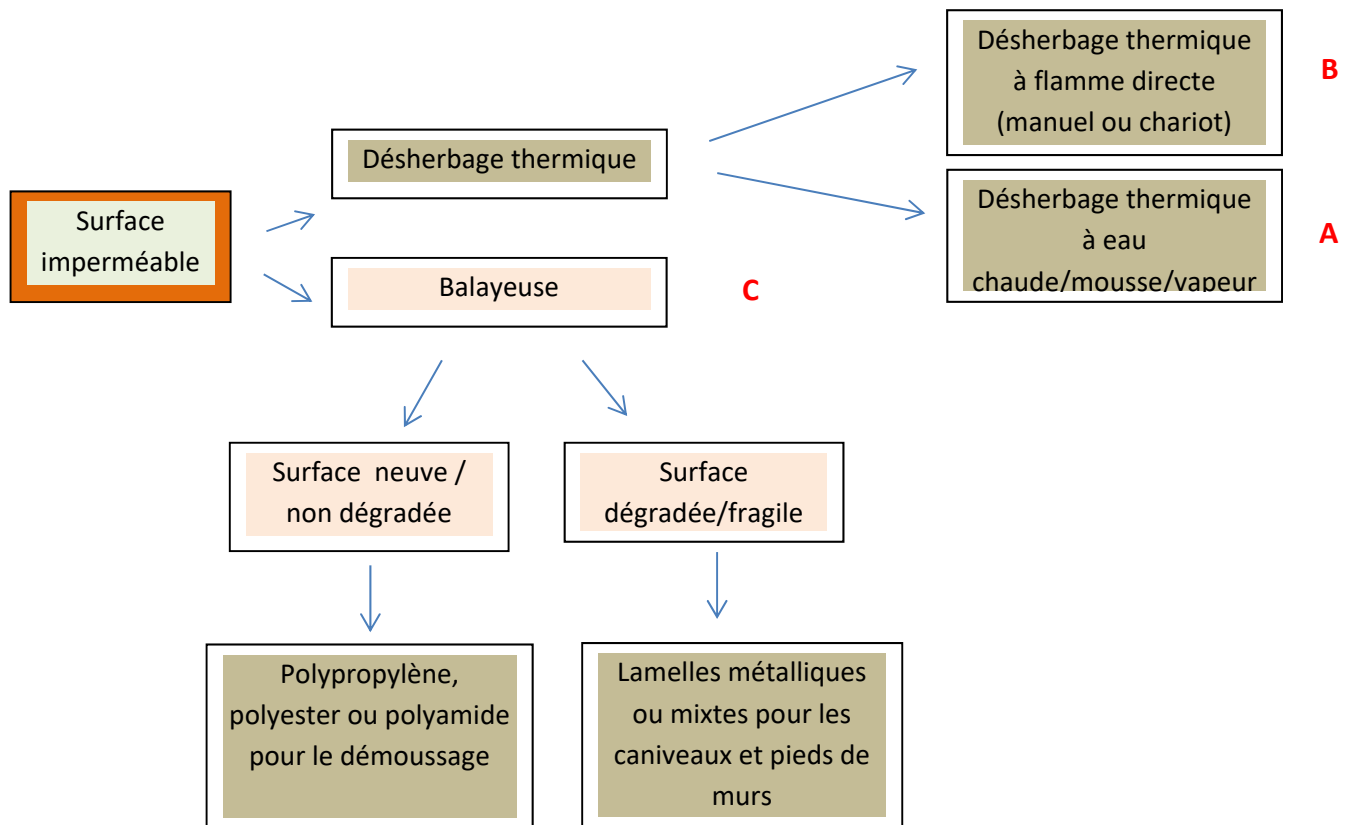 Désherbage thermique
à flamme directe
(manuel ou chariot)
B
Désherbage thermique
Surface
imperméable
Désherbage thermique
à eau
chaude/mousse/vapeur
A
Balayeuse
C
Surface neuve /
non dégradée
Surface
dégradée/fragile
Polypropylène,
polyester ou polyamide
pour le démoussage
Lamelles métalliques
ou mixtes pour les
caniveaux et pieds de
murs